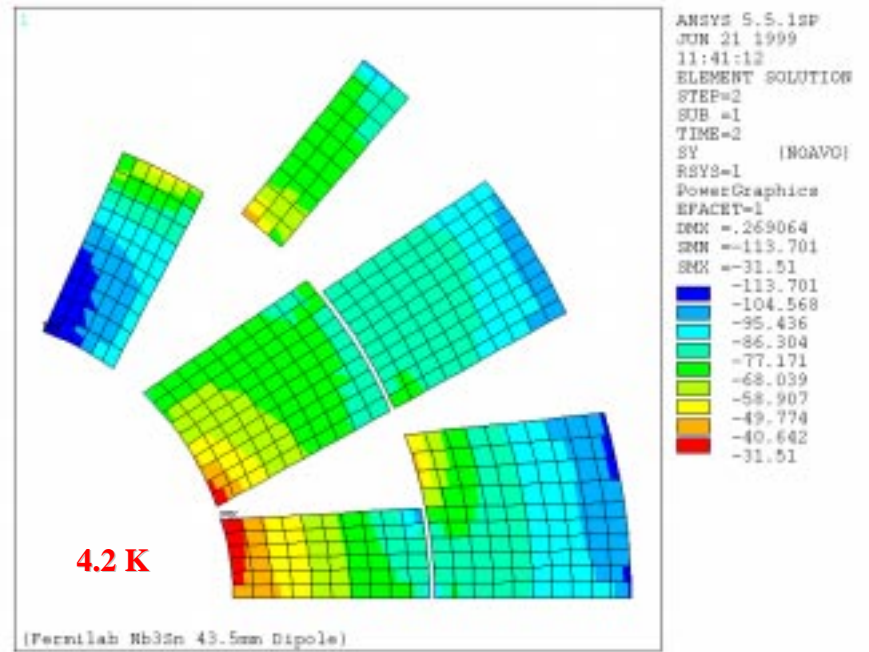 1
ANSYS 5.5.1SP
JUN 21 1999
11:41:12
ELEMENT SOLUTION
STEP=2
SUB =1
TIME=2
SY (NOAVG)
RSYS=1
PowerGraphics
EFACET=1
DMX =.269064
SMN =-113.701
SMX =-31.51
-113.701
-104.568
-95.436
-86.304
-77.171
-68.039
-58.907
-49.774
-40.642
-31.51
4.2 K
(Fermilab Nb3Sn 43.5mm Dipole)